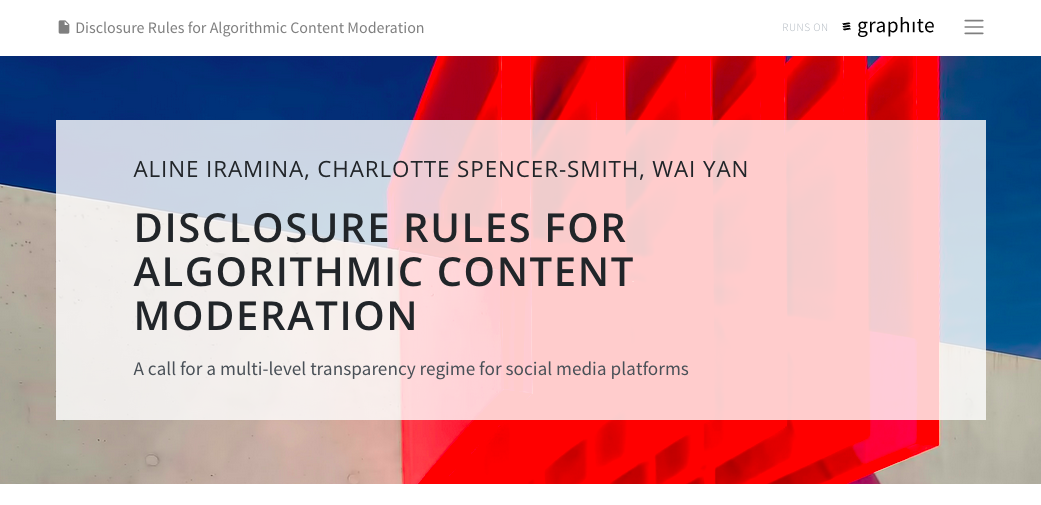 Disclosure Rules for Algorithmic Content Moderation
RUNS ON graphite
ALINE IRAMINA, CHARLOTTE SPENCER-SMITH, WAI YAN
DISCLOSURE RULES FOR
ALGORITHMIC CONTENT
MODERATION
A call for a multi-level transparency regime for social media platforms